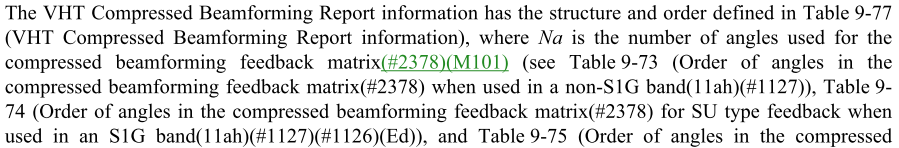 The VHT Compressed Beamforming Report information has the structure and order defined in Table 9-77
(VHT Compressed Beamforming Report information), where Na is the number of angles used for the
compressed beamforming feedback matrix(#2378)(M101) (see Table 9-73 (Order of angles in the
compressed beamforming feedback matrix(#2378) when used in a non-S1G band(11ah)(#1127)), Table 9-
74 (Order of angles in the compressed beamforming feedback matrix(#2378) for SU type feedback when
used in an S1G band(11ah)(#1127)(#1126)(Ed)), and Table 9-75 (Order of angles in the compressed